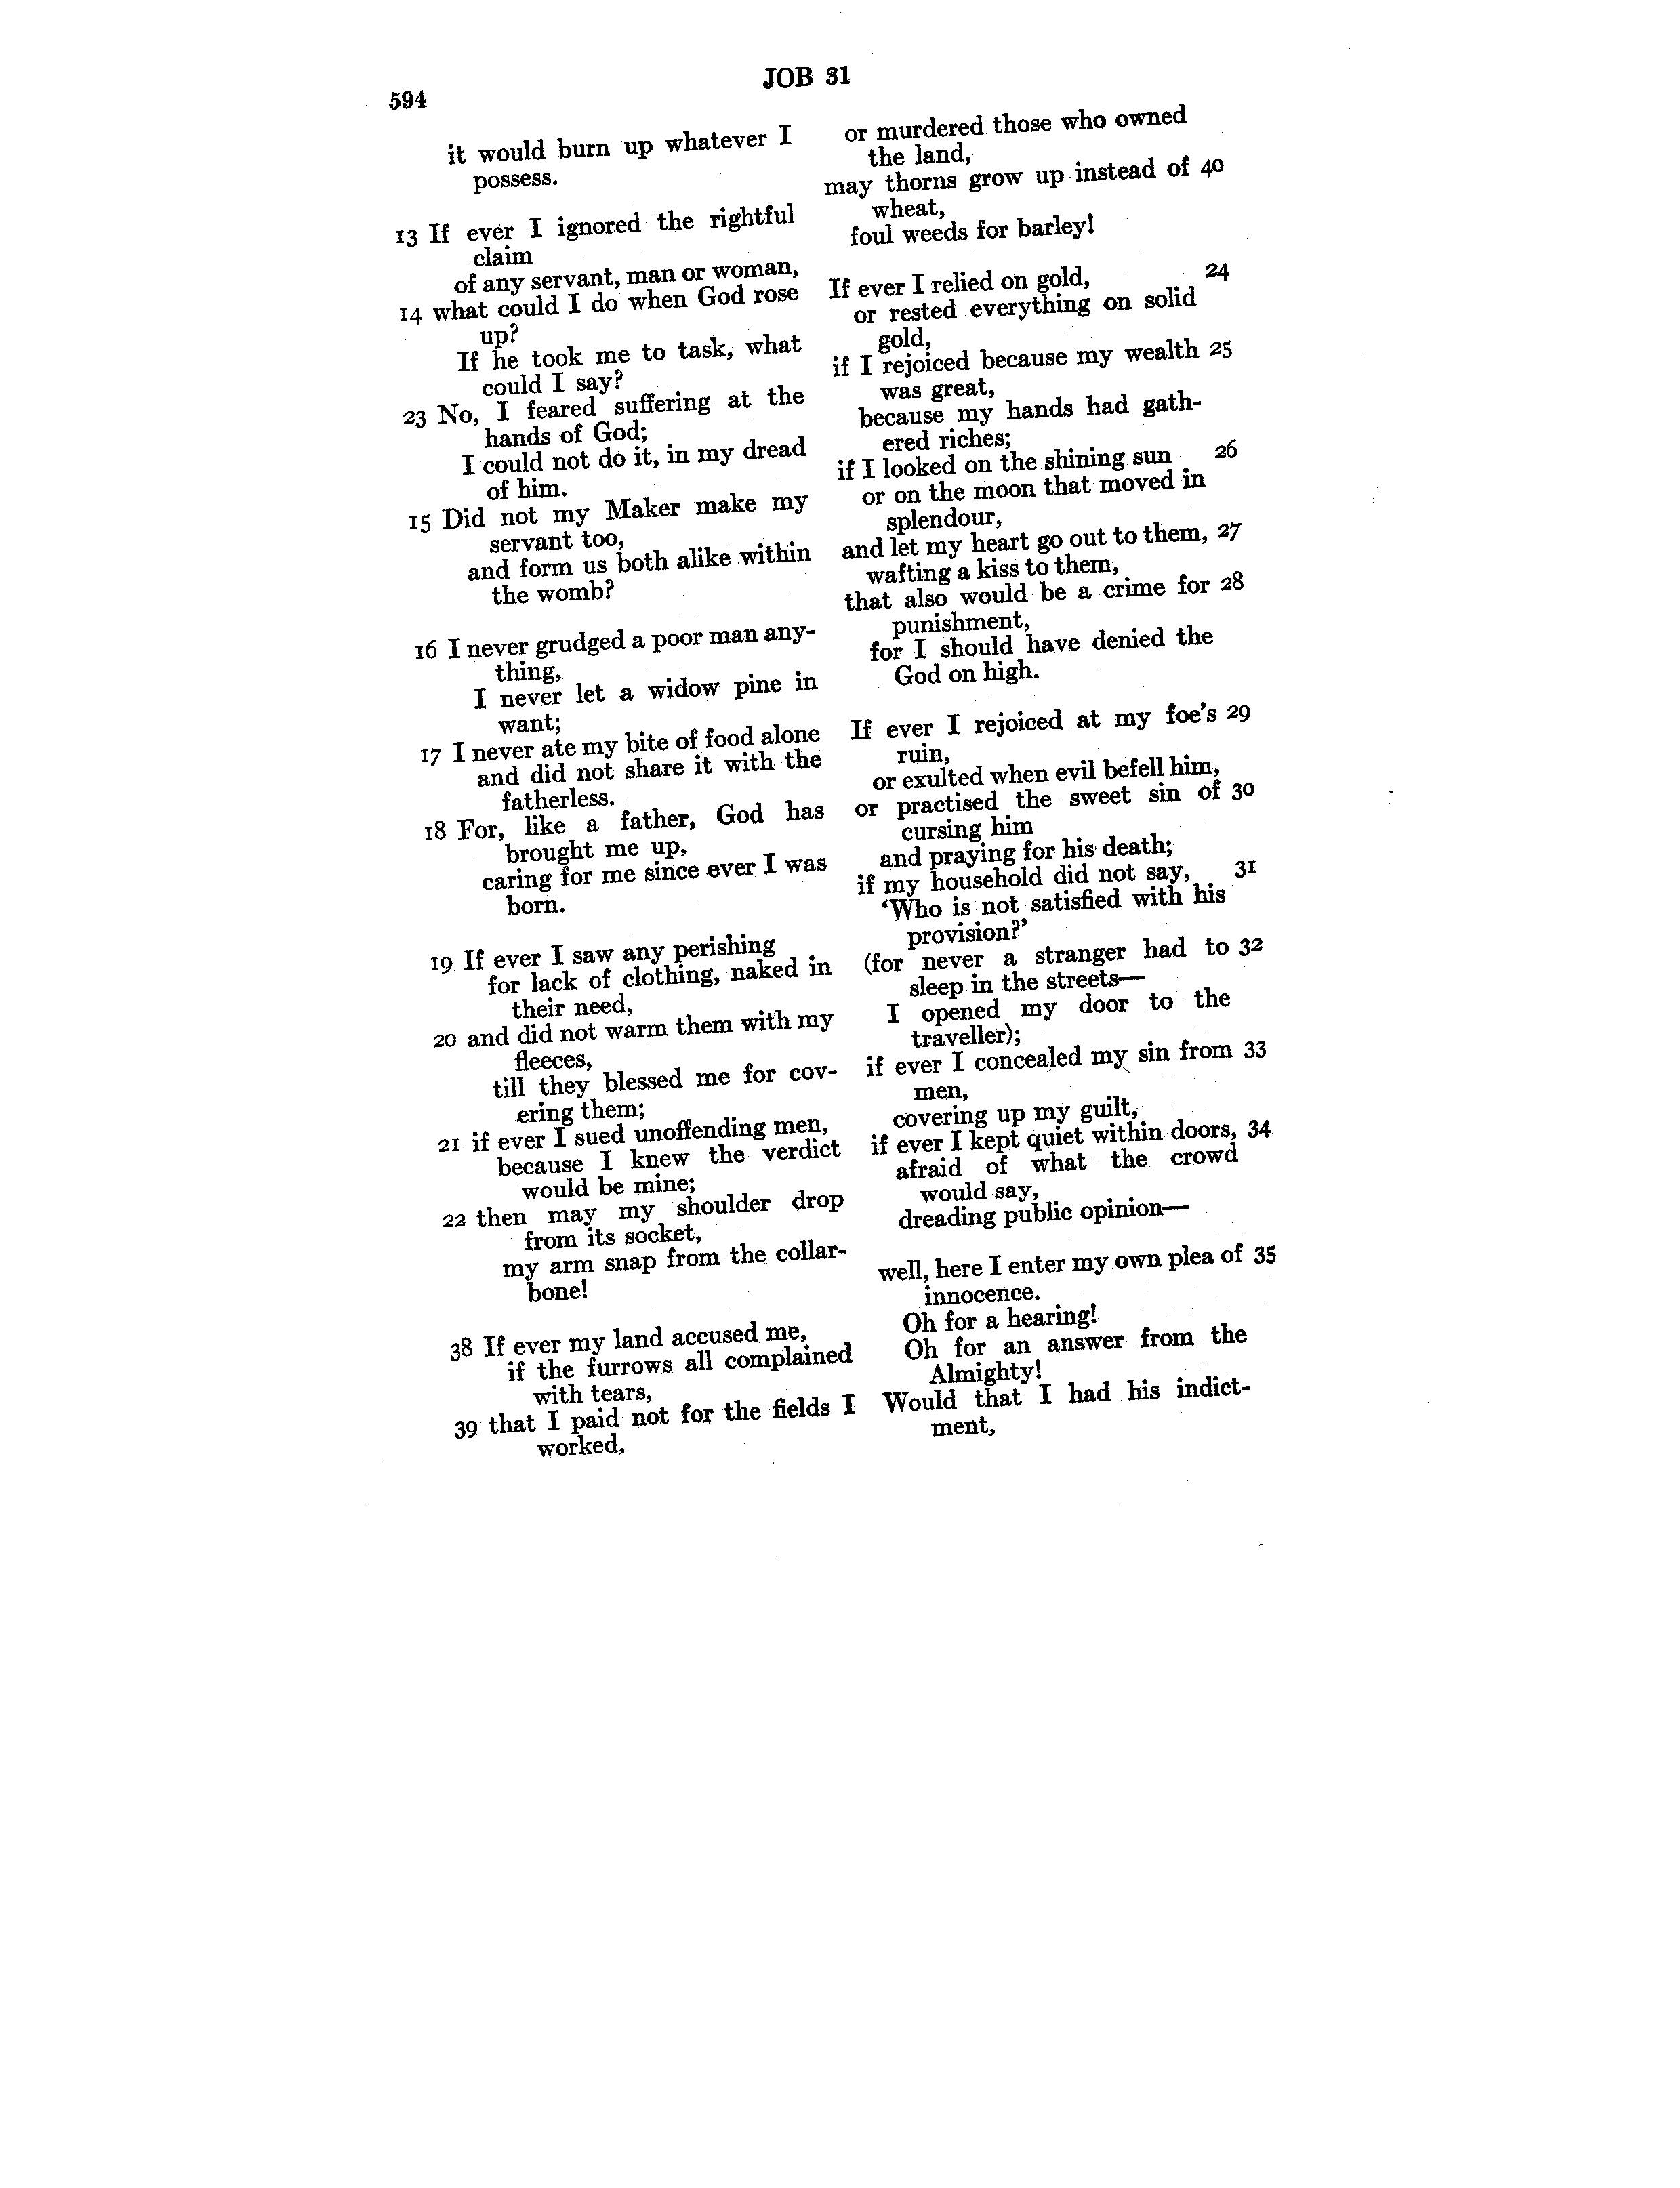 594
JOB 31
it would burn up whatever I
possess.
13 If ever I ignored the rightful
claim
of any servant, man or woman,
14 what could I do when God rose
up?
If he took me to task, what
could I say?
23 No, I feared suffering at the
hands of God;
I could not do it, in my dread
of him.
15 Did not my Maker make my
servant too,
and form us both alike within
the womb?
16 I never grudged a poor man any-
thing,
I never let a widow pine in
want;
17 I never ate my bite of food alone
and did not share it with the
fatherless.
18 For, like a father, God has
brought me up,
caring for me since ever I was
born.
19 If ever I saw any perishing
for lack of clothing, naked in
their need,
20 and did not warm them with my
fleeces,
till they blessed me for cov-
ering them;
21 if ever I sued unoffending men,
because I knew the verdict
would be mine;
22 then may my shoulder drop
from its socket,
my arm snap from the collar-
bone!
38 If ever my land accused me,
if the furrows all complained
with tears,
39 that I paid not for the fields I
worked,
or murdered those who owned
the land,
may thorns grow up instead of 40
wheat,
foul weeds for barley!
If ever I relied on gold, 24
or rested everything on solid
gold,
if I rejoiced because my wealth 25
was great,
because my hands had gath-
ered riches;
if I looked on the shining sun 26
or on the moon that moved in
splendour,
and let my heart go out to them, 27
wafting a kiss to them,
that also would be a crime for 28
punishment,
for I should have denied the
God on high.
If ever I rejoiced at my foe's 29
ruin,
or exulted when evil befell him,
or practised the sweet sin of 30
cursing him
and praying for his death;
if my household did not say, 31
'Who is not satisfied with his
provision?'
(for never a stranger had to 32
sleep in the streets—
I opened my door to the
traveller);
if ever I concealed my sin from 33
men,
covering up my guilt,
if ever I kept quiet within doors, 34
afraid of what the crowd
would say,
dreading public opinion—
well, here I enter my own plea of 35
innocence.
Oh for a hearing!
Oh for an answer from the
Almighty!
Would that I had his indict-
ment,